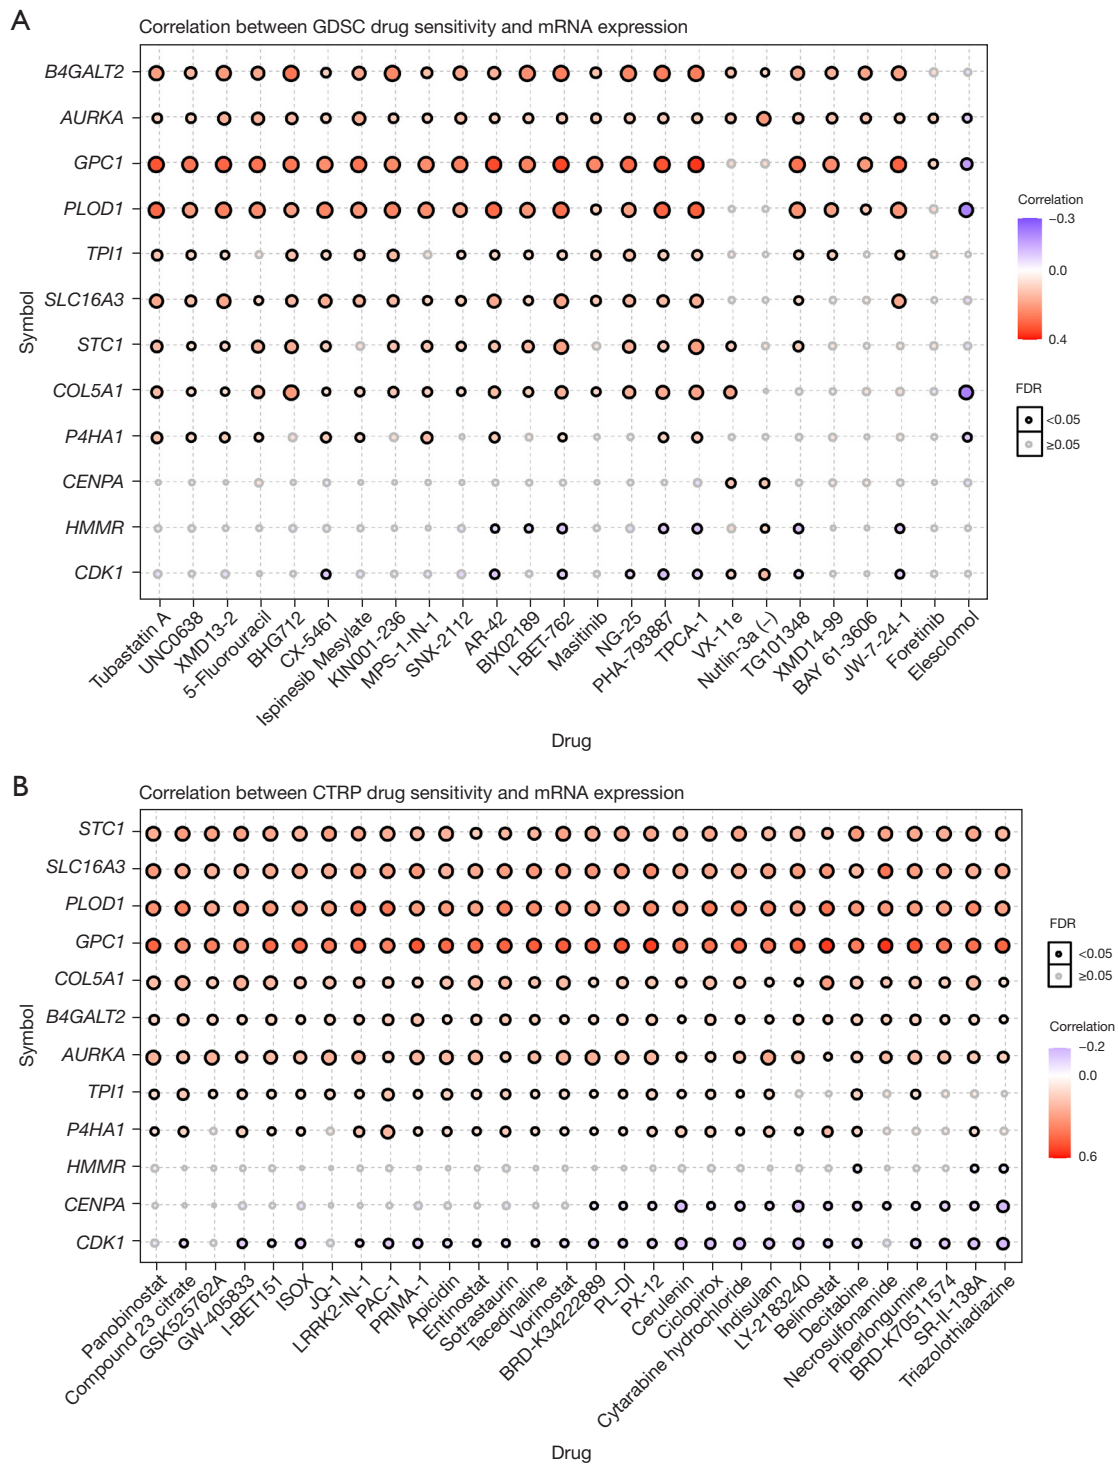 A
Correlation between GDSC drug sensitivity and mRNA expression
B4GALT2
AURKA
GPC1
PLOD1
TPI1
SLC16A3
STC1
COL5A1
P4HA1
CENPA
HMMR
CDK1
Symbol
Tubastatin A
UNC0638
XMD13-2
5-Fluorouracil
BHG712
CX-5461
Ispinesib Mesylate
KIN001-236
MPS-1-IN-1
SNX-2112
AR-42
BIX02189
I-BET-762
Masitinib
NG-25
PHA-793887
TPCA-1
VX-11e
Nutlin-3a (–)
TG101348
XMD14-99
BAY 61-3606
JW-7-24-1
Foretinib
Elesclomol
Drug
Correlation
–0.3
0.0
0.4
FDR
<0.05
≥0.05
B
Correlation between CTRP drug sensitivity and mRNA expression
STC1
SLC16A3
PLOD1
GPC1
COL5A1
B4GALT2
AURKA
TPI1
P4HA1
HMMR
CENPA
CDK1
Symbol
Panobinostat
Compound 23 citrate
GSK525762A
GW-405833
I-BET151
ISOX
JQ-1
LRRK2-IN-1
PAC-1
PRIMA-1
Apicidin
Entinostat
Sotrastaurin
Tacedinaline
Vorinostat
BRD-K34222889
PL-DI
PX-12
Cerulenin
Ciclopirox
Cytarabine hydrochloride
Indisulam
LY-2183240
Belinostat
Decitabine
Necrosulfonamide
Piperlongumine
BRD-K70511574
SR-II-138A
Triazolothiadiazine
Drug
FDR
<0.05
≥0.05
Correlation
–0.2
0.0
0.6